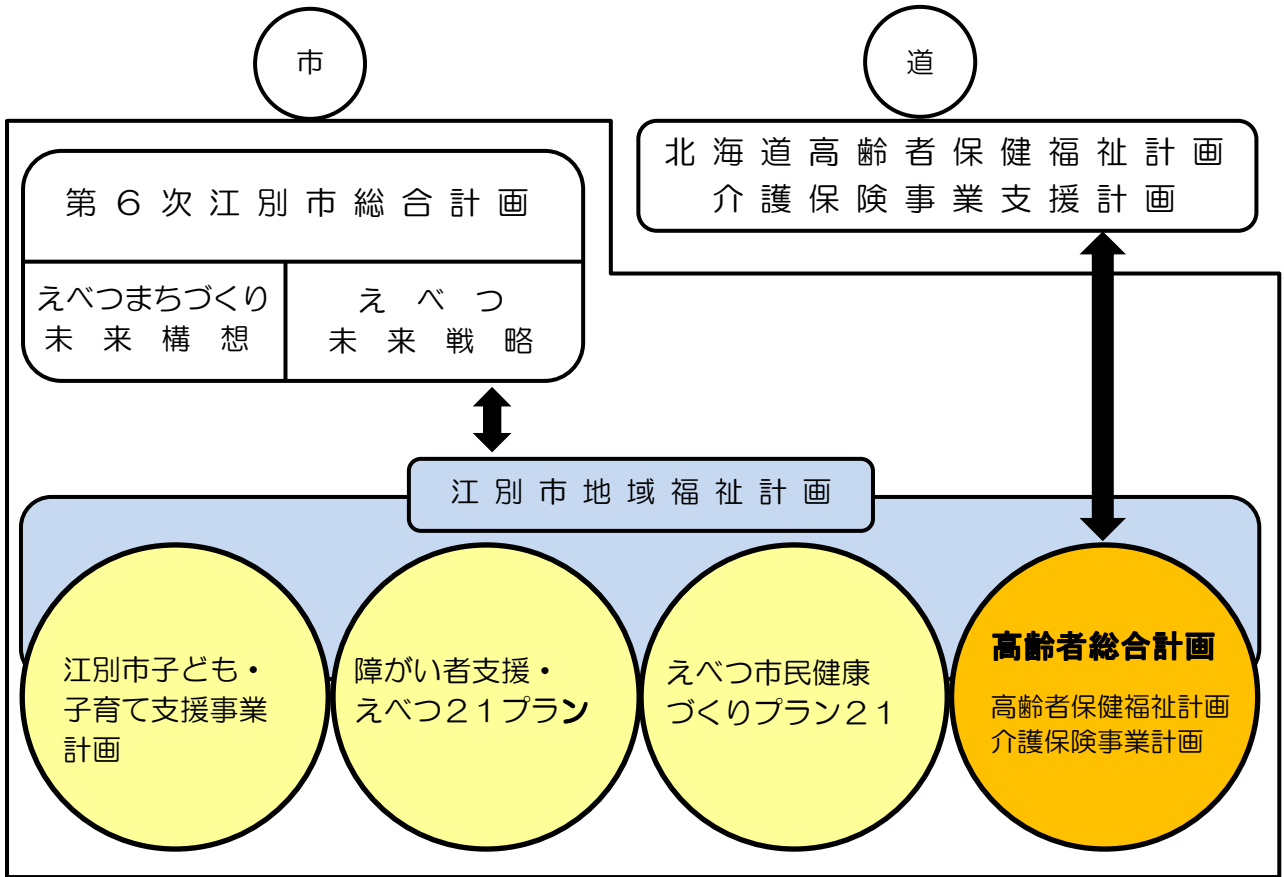 市
道
第６次江別市総合計画
えべつまちづくり
未来構想
えべつ
未来戦略
北海道高齢者保健福祉計画
介護保険事業支援計画
江別市地域福祉計画
江別市子ども・
子育て支援事業
計画
障がい者支援・
えべつ２１プラン
えべつ市民健康
づくりプラン２１
高齢者総合計画
高齢者保健福祉計画
介護保険事業計画